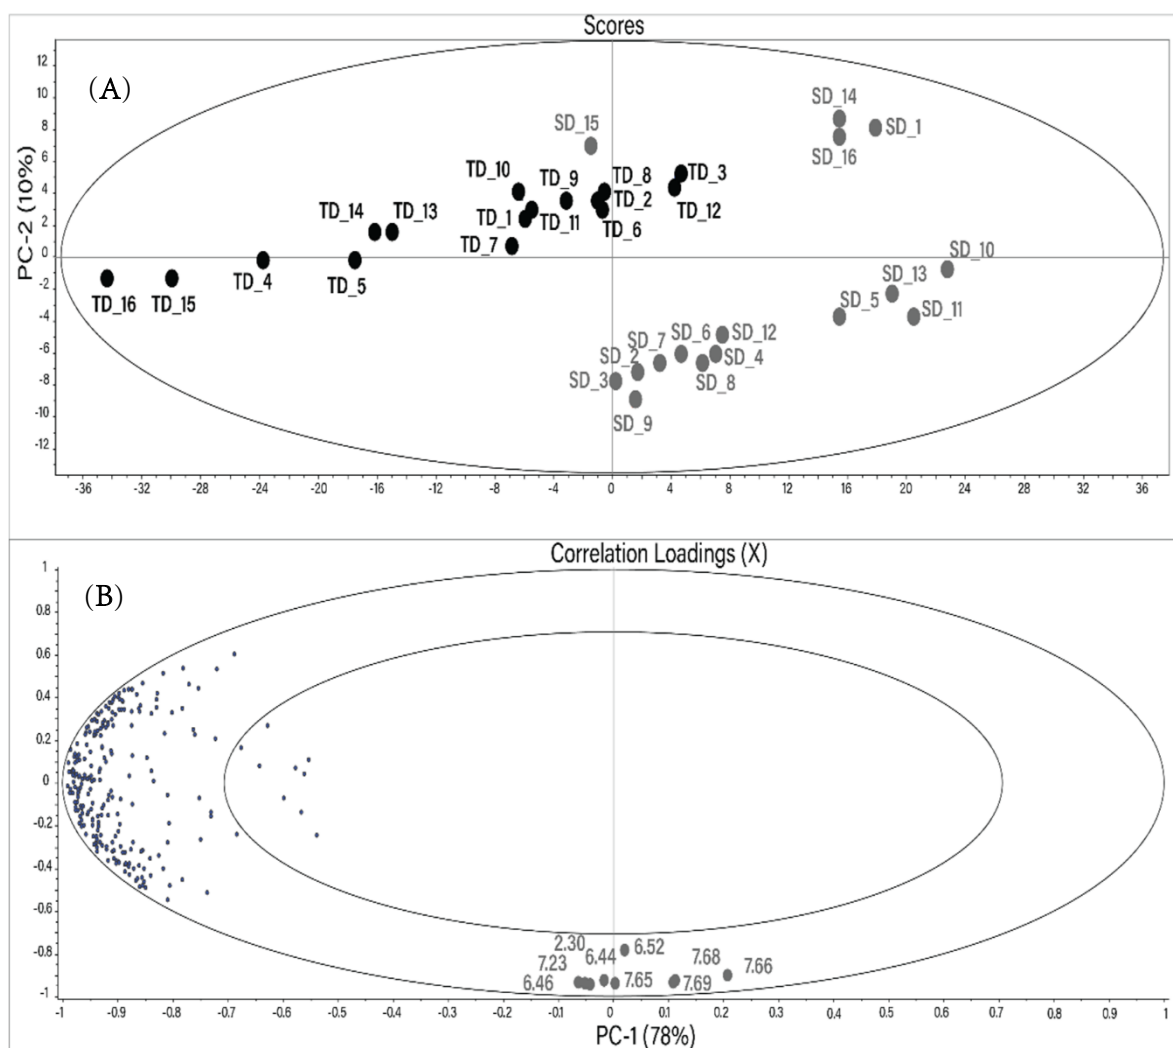 Scores
(A)
PC-2 (10%)
12
10
8
6
4
2
0
-2
-4
-6
-8
-10
-12
SD_14
SD_15
SD_1
SD_16
TD_10
TD_9
TD_8
TD_3
TD_2
TD_14
TD_13
TD_1
TD_11
TD_6
TD_12
TD_7
SD_10
TD_4
TD_5
SD_13
TD_16
TD_15
SD_5
SD_11
SD_7
SD_6
SD_12
SD_2
SD_4
SD_3
SD_8
SD_9
-36 -32 -28 -24 -20 -16 -12 -8 -4 0 4 8 12 16 20 24 28 32 36
Correlation Loadings (X)
(B)
1
0.8
0.6
0.4
0.2
0
-0.2
-0.4
-0.6
-0.8
-1
2.30
6.52
7.23
6.44
7.68
7.66
6.46
7.65
7.69
-1 -0.9 -0.8 -0.7 -0.6 -0.5 -0.4 -0.3 -0.2 -0.1 0 0.1 0.2 0.3 0.4 0.5 0.6 0.7 0.8 0.9 1
PC-1 (78%)